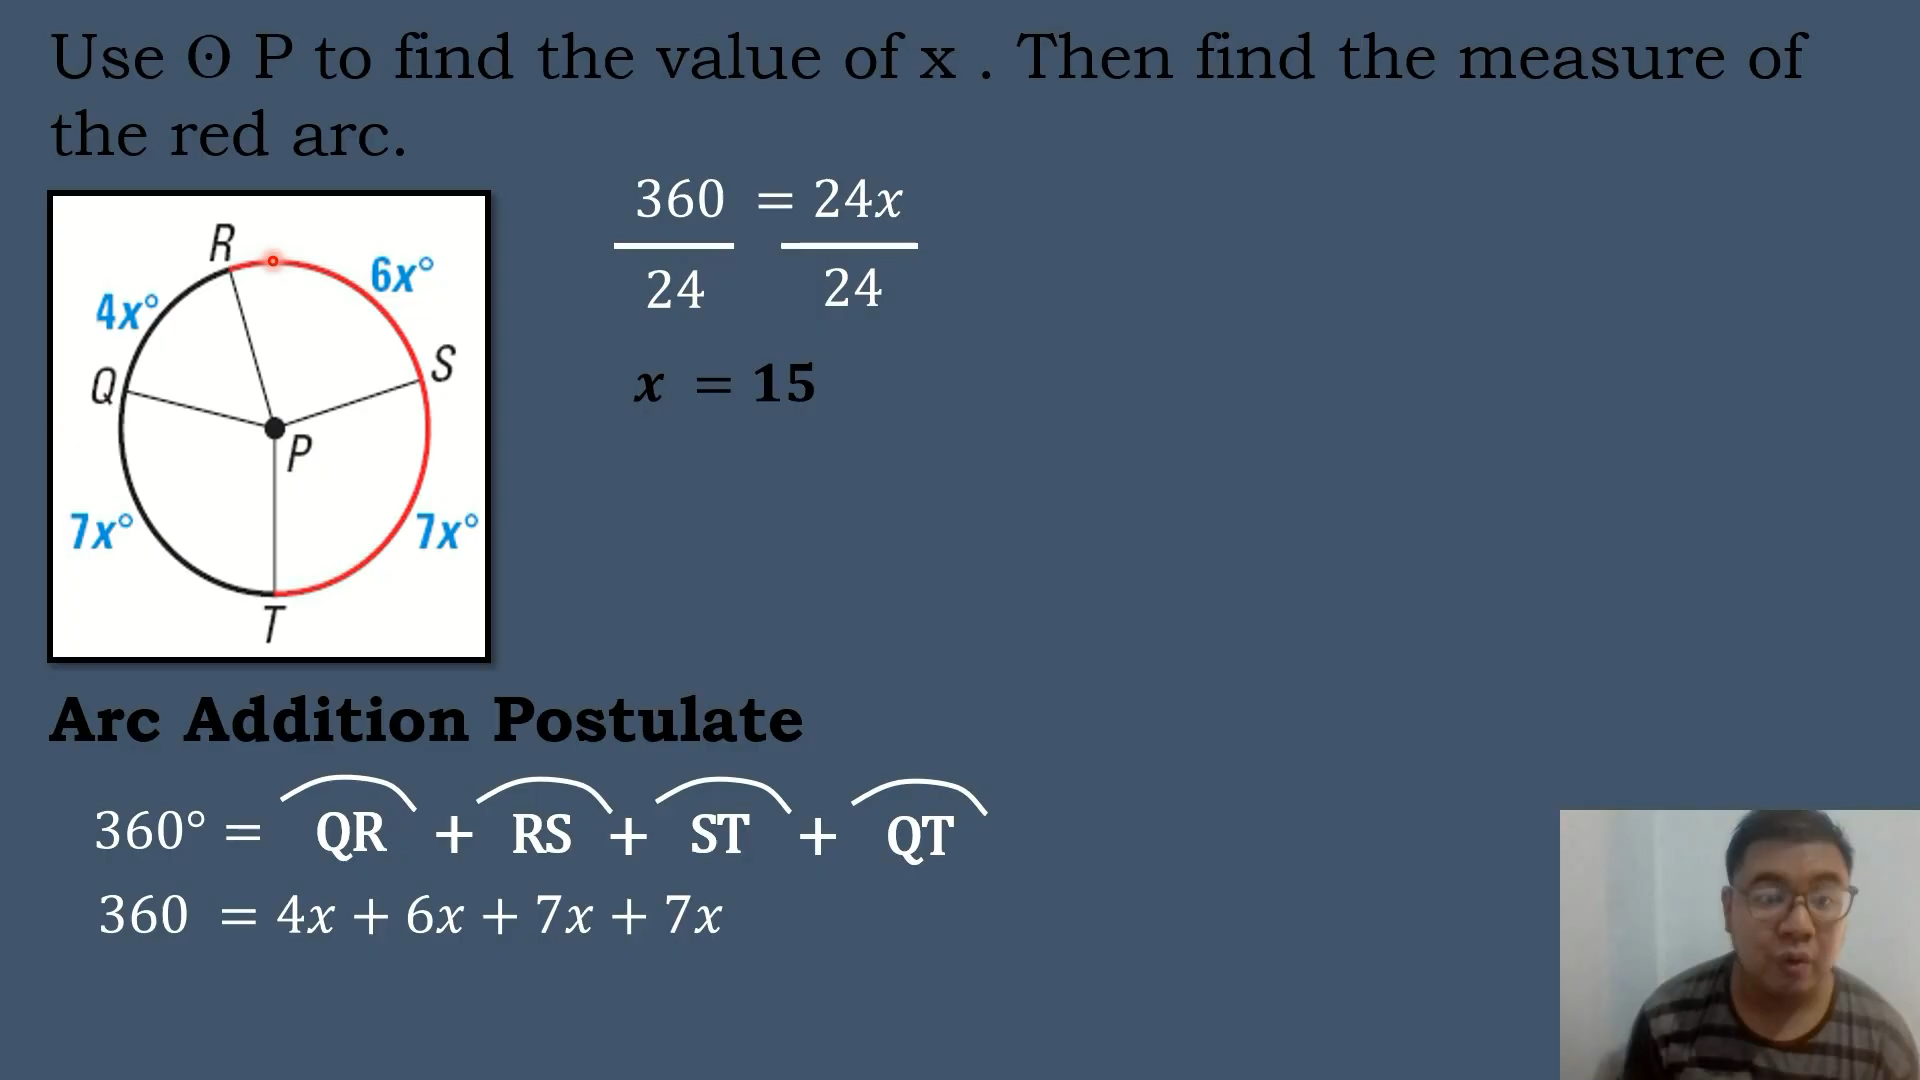 Use ʘ P to find the value of x . Then find the measure of
the red arc.
360 = 24x
24 24
x = 15
R
6x°
4x°
S
Q
P
7x°
7x°
T
Arc Addition Postulate
360° = QR + RS + ST + QT
360 = 4x + 6x + 7x + 7x